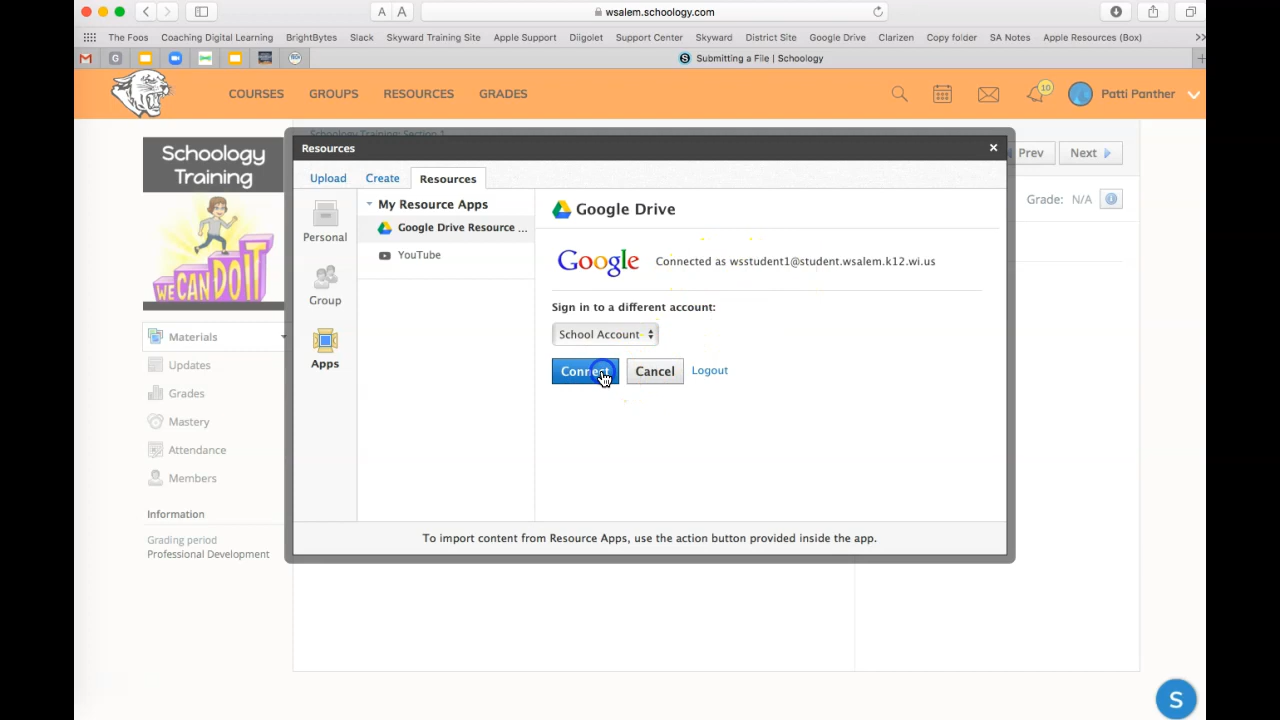 A A
wsalem.schoology.com
The Foos Coaching Digital Learning BrightBytes Slack Skyward Training Site Apple Support Diigolet Support Center Skyward District Site Google Drive Clarizen Copy folder SA Notes Apple Resources (Box) >>
G
Submitting a File | Schoology
COURSES GROUPS RESOURCES GRADES 10 Patti Panther
Schoology Training: Section 1
Schoology
Training
WE CAN DO IT
Resources
Prev Next
Upload Create Resources
Grade: N/A
Personal
Group
Apps
My Resource Apps
Google Drive Resource ...
YouTube
Google Drive
Google Connected as wsstudent1@student.wsalem.k12.wi.us
Sign in to a different account:
School Account
Connect Cancel Logout
To import content from Resource Apps, use the action button provided inside the app.
Materials
Updates
Grades
Mastery
Attendance
Members
Information
Grading period
Professional Development
S